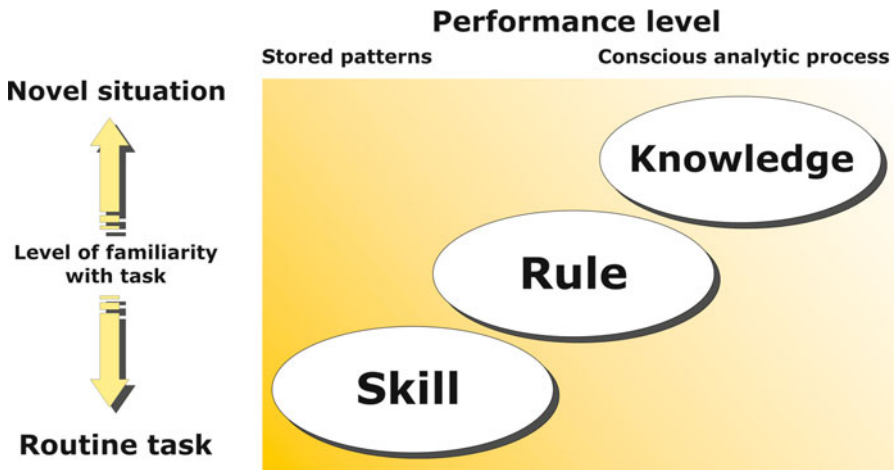 Performance level
Stored patterns
Conscious analytic process
Novel situation
Knowledge
Level of familiarity
with task
Rule
Skill
Routine task